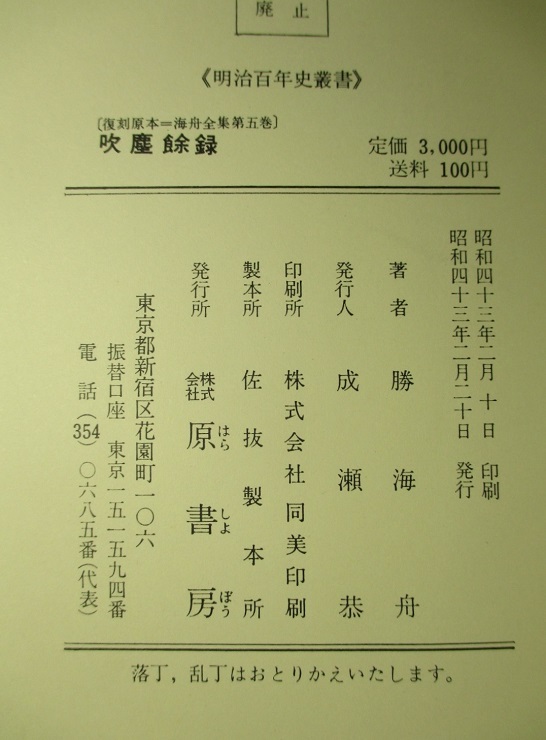 廃止
《明治百年史叢書》
〔復刻原本=海舟全集第五巻〕
吹塵餘録
定価 3,000円
送料 100円
昭和四十三年二月 十 日 印刷
昭和四十三年二月二十日 発行
著者 勝海舟
発行人 成瀬恭
印刷所 株式会社同美印刷
製本所 佐抜製本所
発行所 株式会社 原書房
はら しよ ぼう
東京都新宿区花園町一〇六
振替口座 東京一五一五九四番
電話(354)〇六八五番(代表)
落丁,乱丁はおとりかえいたします。